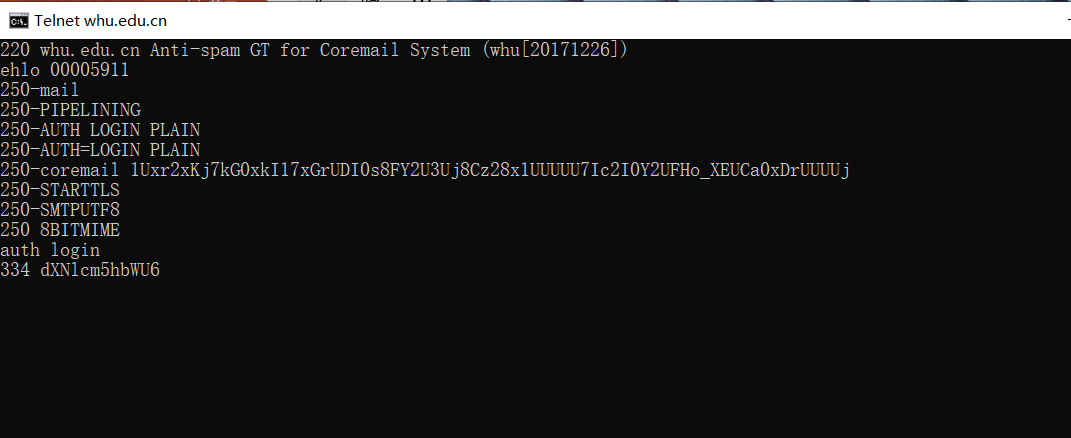 Telnet whu.edu.cn
220 whu.edu.cn Anti-spam GT for Coremail System (whu[20171226])
ehlo 00005911
250-mail
250-PIPELINING
250-AUTH LOGIN PLAIN
250-AUTH=LOGIN PLAIN
250-coremail 1Uxr2xKj7kG0xkI17xGrUDI0s8FY2U3Uj8Cz28x1UUUUU7Ic2I0Y2UFHo_XEUCa0xDrUUUUj
250-STARTTLS
250-SMTPUTF8
250 8BITMIME
auth login
334 dXNlcm5hbWU6